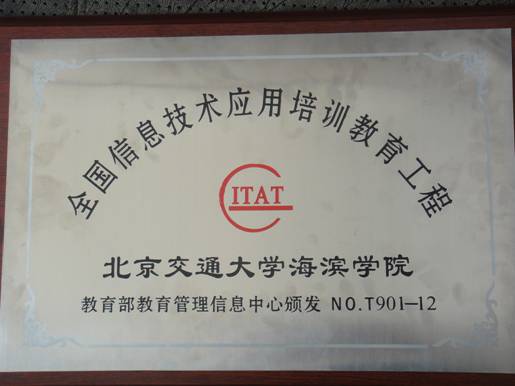 全国信息技术应用培训教育工程
ITAT
北京交通大学海滨学院
教育部教育管理信息中心颁发 NO.T901-12